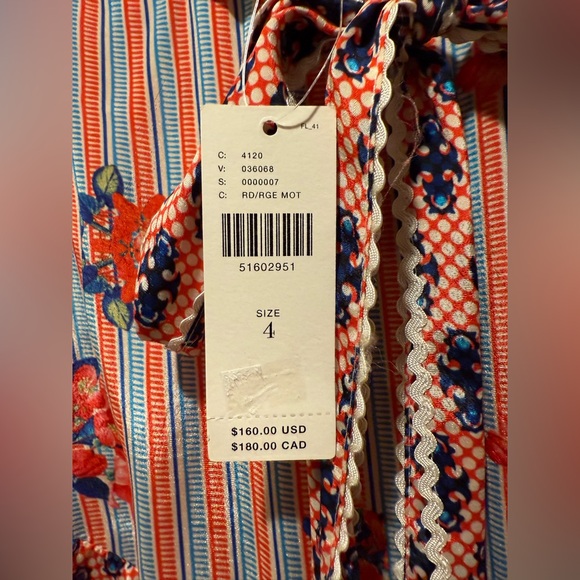 FL_41
C: 4120
V: 036068
S: 0000007
C: RD/RGE MOT
51602951
SIZE
4
$160.00 USD
$180.00 CAD